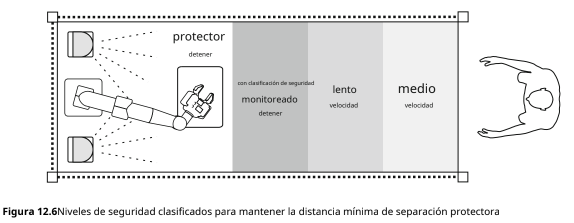 protector
detener
con clasificación de seguridad
monitoreado
detener
lento
velocidad
medio
velocidad
Figura 12.6Niveles de seguridad clasificados para mantener la distancia mínima de separación protectora